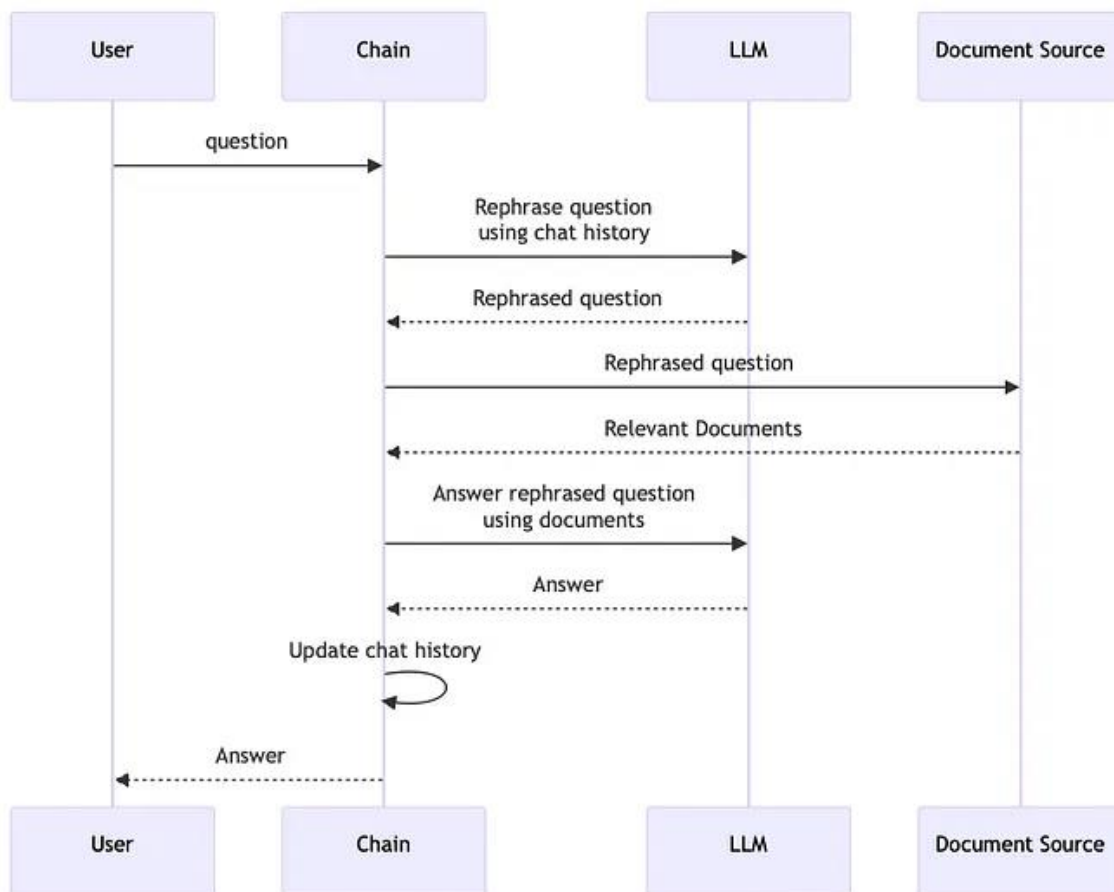 User Chain LLM Document Source
question
Rephrase question
using chat history
Rephrased question
Rephrased question
Relevant Documents
Answer rephrased question
using documents
Answer
Update chat history
Answer
User Chain LLM Document Source